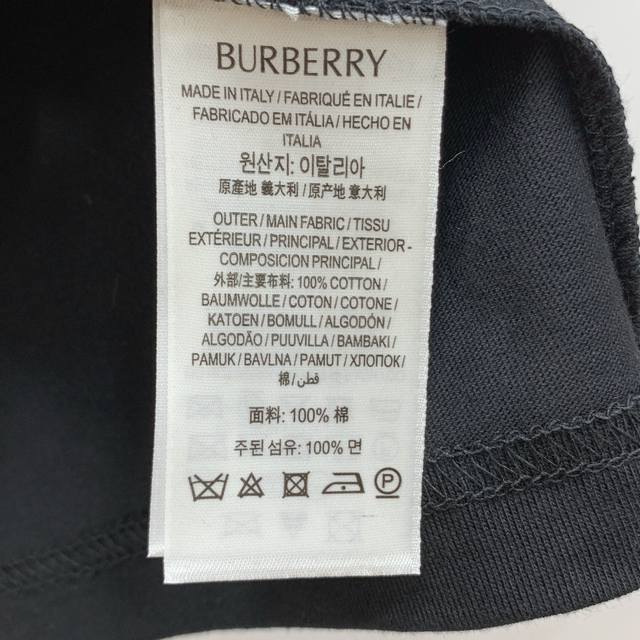 BURBERRY
MADE IN ITALY / FABRIQUÉ EN ITALIE /
FABRICADO EM ITÁLIA / HECHO EN
ITALIA
원산지: 이탈리아
原產地 義大利 / 原产地 意大利
OUTER / MAIN FABRIC / TISSU
EXTÉRIEUR / PRINCIPAL / EXTERIOR -
COMPOSICION PRINCIPAL /
外部/主要布料: 100% COTTON /
BAUMWOLLE / COTON / COTONE /
KATOEN / BOMULL / ALGODÓN /
ALGODÃO / PUUVILLA / BAMBAKI /
PAMUK / BAVLNA / PAMUT / ХЛОПОК /
棉 / قطن/
面料: 100% 棉
주된 섬유: 100% 면
P